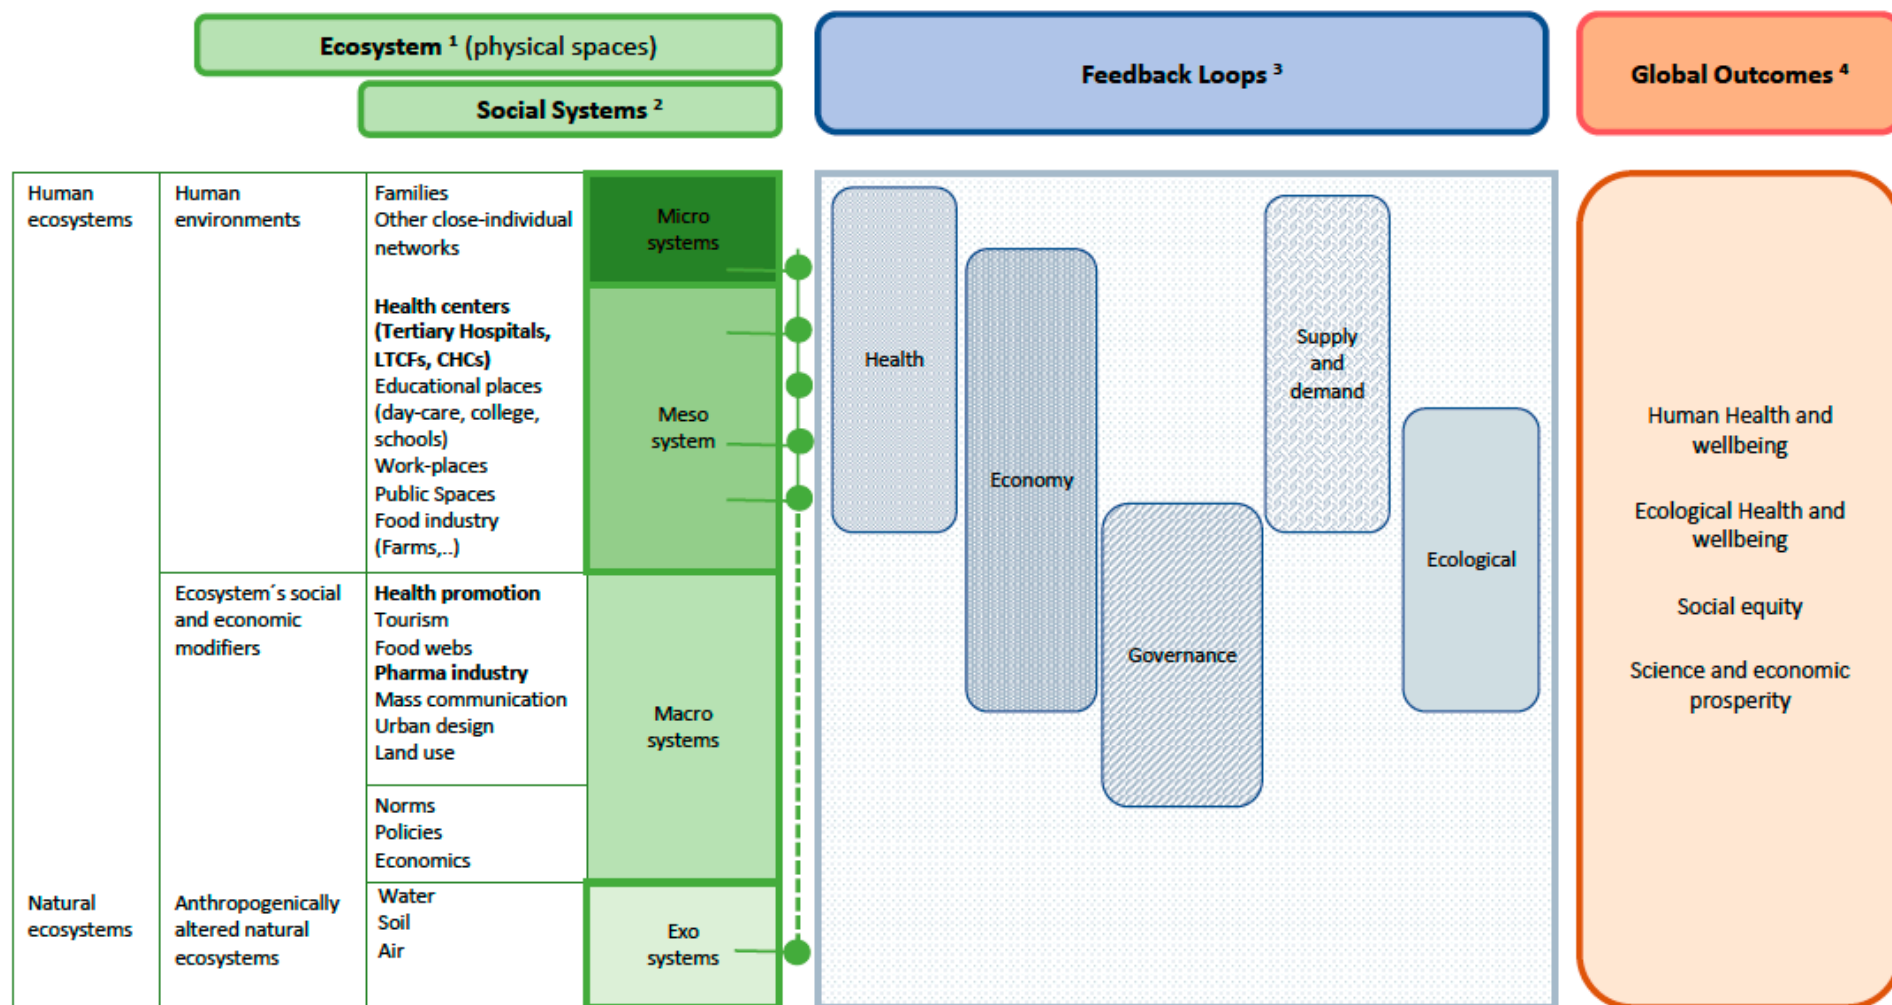 Ecosystem ¹ (physical spaces)
Social Systems ²
Feedback Loops ³
Global Outcomes ⁴
Human
ecosystems
Human
environments
Families
Other close-individual
networks
Micro
systems
Health centers
(Tertiary Hospitals,
LTCFs, CHCs)
Educational places
(day-care, college,
schools)
Work-places
Public Spaces
Food industry
(Farms,..)
Meso
system
Ecosystem´s social
and economic
modifiers
Health promotion
Tourism
Food webs
Pharma industry
Mass communication
Urban design
Land use
Norms
Policies
Economics
Macro
systems
Natural
ecosystems
Anthropogenically
altered natural
ecosystems
Water
Soil
Air
Exo
systems
Health
Economy
Governance
Supply
and
demand
Ecological
Human Health and
wellbeing
Ecological Health and
wellbeing
Social equity
Science and economic
prosperity